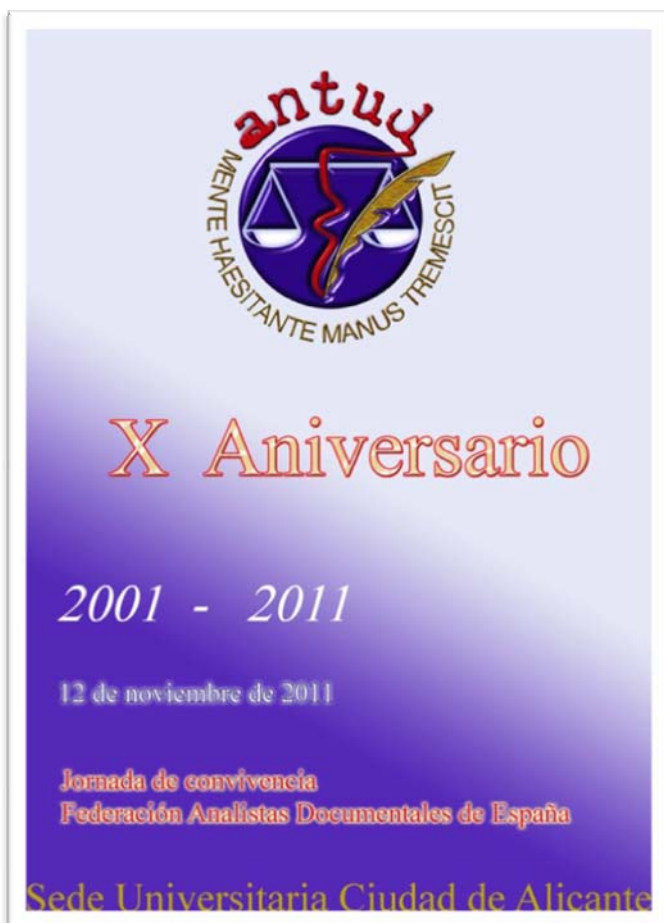 antud
MENTE HAESITANTE MANUS TREMESCIT
X Aniversario
2001 - 2011
12 de noviembre de 2011
Jornada de convivencia
Federación Analistas Documentales de España
Sede Universitaria Ciudad de Alicante